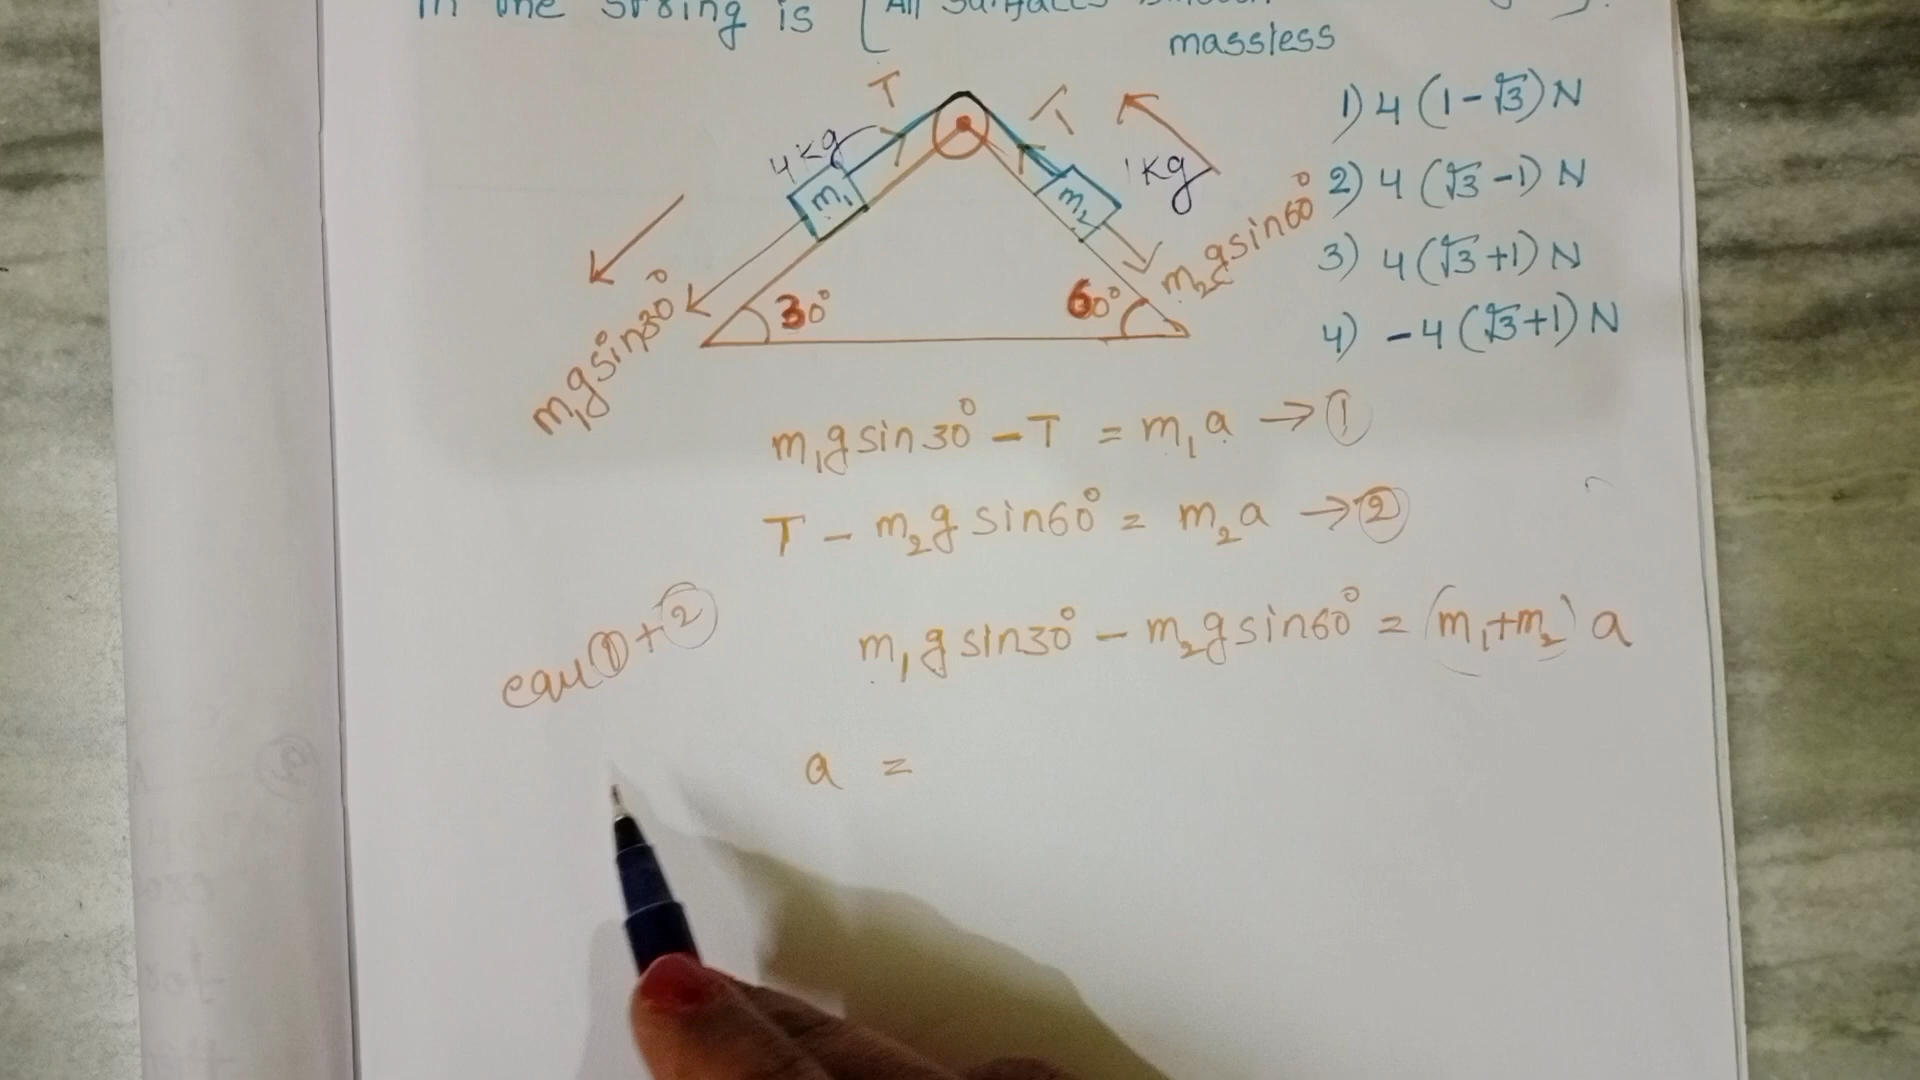 in the string is [All surfaces
massless
T
T
4kg
1kg
m₁
m₂
m₁gsin30°
m₂gsin60°
30°
60°
1) 4 (1-√3) N
2) 4 (√3-1) N
3) 4 (√3+1) N
4) -4 (√3+1) N
m₁gsin30° - T = m₁a → ①
T - m₂gsin60° = m₂a → ②
equ ① + ②
m₁gsin30° - m₂gsin60° = (m₁+m₂) a
a =